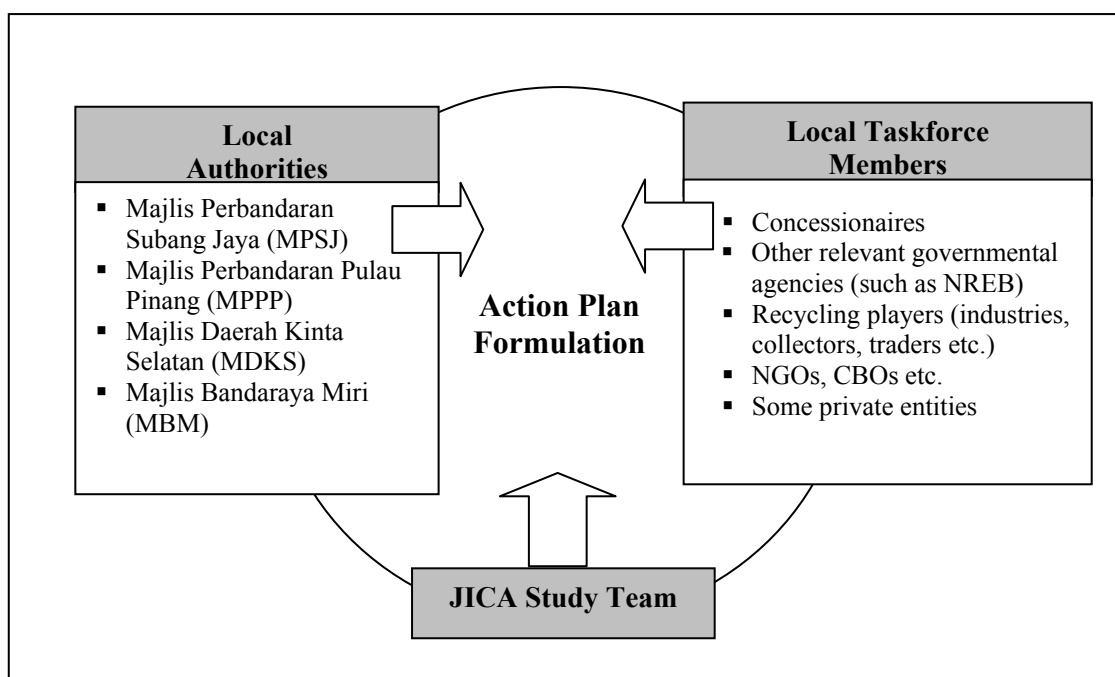 Local
Authorities
▪ Majlis Perbandaran
Subang Jaya (MPSJ)
▪ Majlis Perbandaran Pulau
Pinang (MPPP)
▪ Majlis Daerah Kinta
Selatan (MDKS)
▪ Majlis Bandaraya Miri
(MBM)
Action Plan
Formulation
Local Taskforce
Members
▪ Concessionaires
▪ Other relevant governmental
agencies (such as NREB)
▪ Recycling players (industries,
collectors, traders etc.)
▪ NGOs, CBOs etc.
▪ Some private entities
JICA Study Team